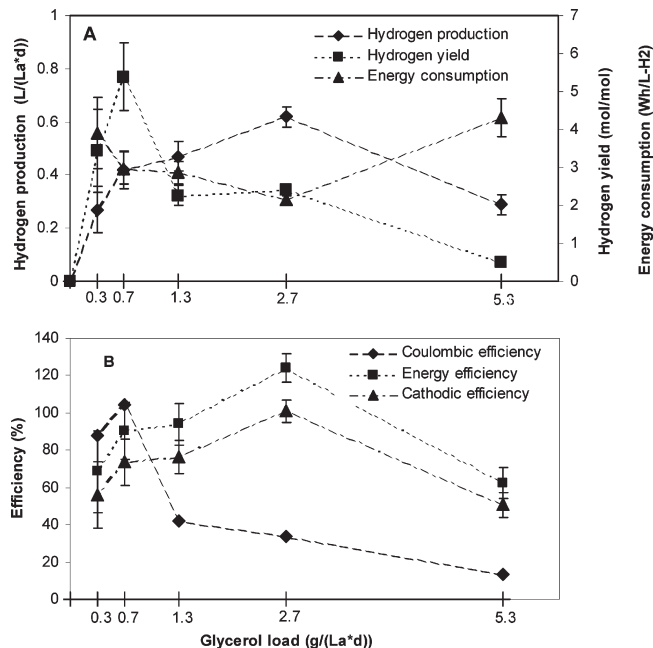 A
Hydrogen production
Hydrogen yield
Energy consumption
Hydrogen production (L/(La*d)
1
0.8
0.6
0.4
0.2
0
7
6
5
4
3
2
1
0
Hydrogen yield (mol/mol)
Energy consumption (Wh/L-H2)
0.3 0.7 1.3 2.7 5.3
B
Coulombic efficiency
Energy efficiency
Cathodic efficiency
Efficiency (%)
140
120
100
80
60
40
20
0
0.3 0.7 1.3 2.7 5.3
Glycerol load (g/(La*d))